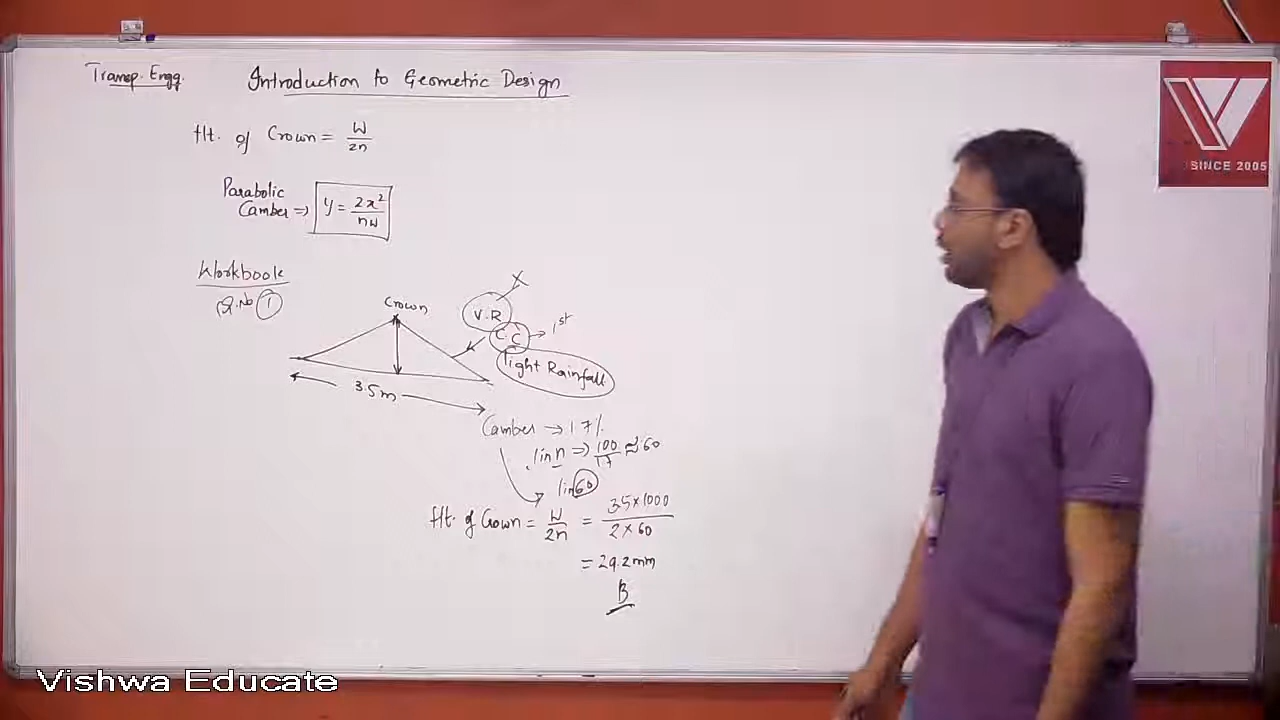 Transp. Engg.
Introduction to Geometric Design
Ht. of Crown = W/2n
Parabolic
Camber => y = 2x²/nW
Workbook
Q.No 1
Crown
V.R X
C.C → 1st
light Rainfall
3.5m
Camber → 1.7%
1 in n => 100/1.7 ≈ 60
1 in 60
Ht. of Crown = W/2n = 3.5×1000/2×60
= 29.2mm
B
V
SINCE 2005
Vishwa Educate